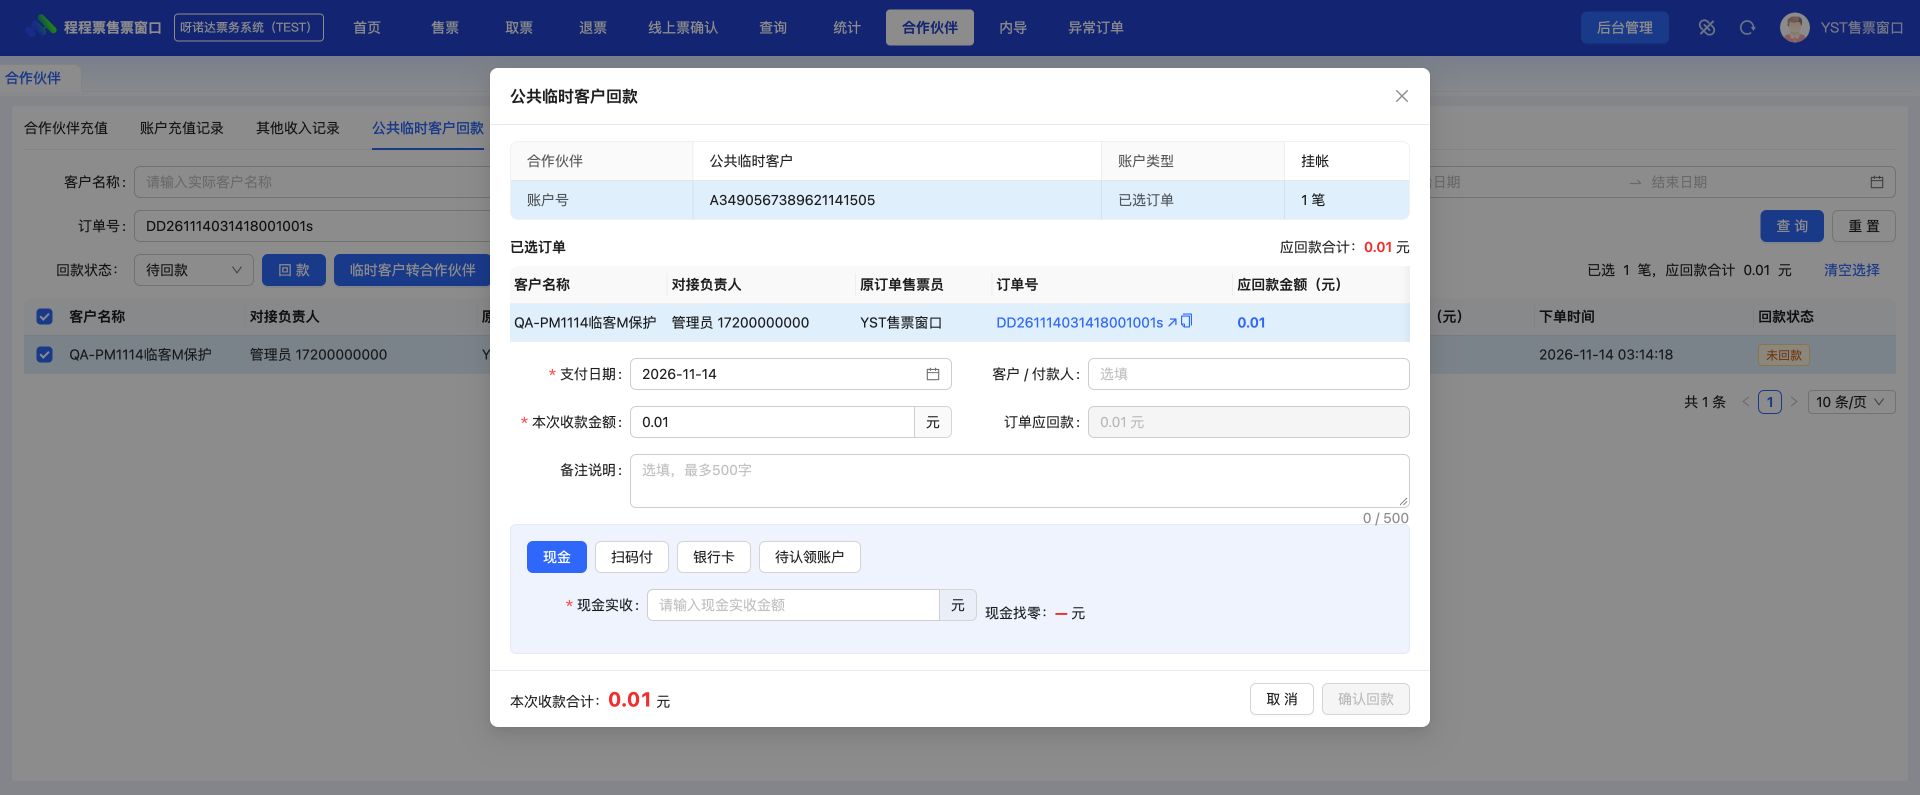 程程票售票窗口 呀诺达票务系统（TEST） 首页 售票 取票 退票 线上票确认 查询 统计 合作伙伴 内导 异常订单 后台管理 YST售票窗口
合作伙伴
合作伙伴充值 账户充值记录 其他收入记录 公共临时客户回款
客户名称： 请输入实际客户名称 日期 → 结束日期
订单号： DD261114031418001001s 查 询 重 置
回款状态： 待回款 回 款 临时客户转合作伙伴 已选 1 笔，应回款合计 0.01 元 清空选择
客户名称 对接负责人 （元） 下单时间 回款状态
QA-PM1114临客M保护 管理员 17200000000 Y 2026-11-14 03:14:18 未回款
共 1 条 < 1 > 10 条/页
公共临时客户回款
合作伙伴 公共临时客户 账户类型 挂帐
账户号 A3490567389621141505 已选订单 1 笔
已选订单 应回款合计：0.01 元
客户名称 对接负责人 原订单售票员 订单号 应回款金额（元）
QA-PM1114临客M保护 管理员 17200000000 YST售票窗口 DD261114031418001001s ↗ 0.01
* 支付日期： 2026-11-14 客户 / 付款人： 选填
* 本次收款金额： 0.01 元 订单应回款： 0.01 元
备注说明： 选填，最多500字
0 / 500
现金 扫码付 银行卡 待认领账户
* 现金实收： 请输入现金实收金额 元 现金找零：— 元
本次收款合计：0.01 元 取 消 确认回款